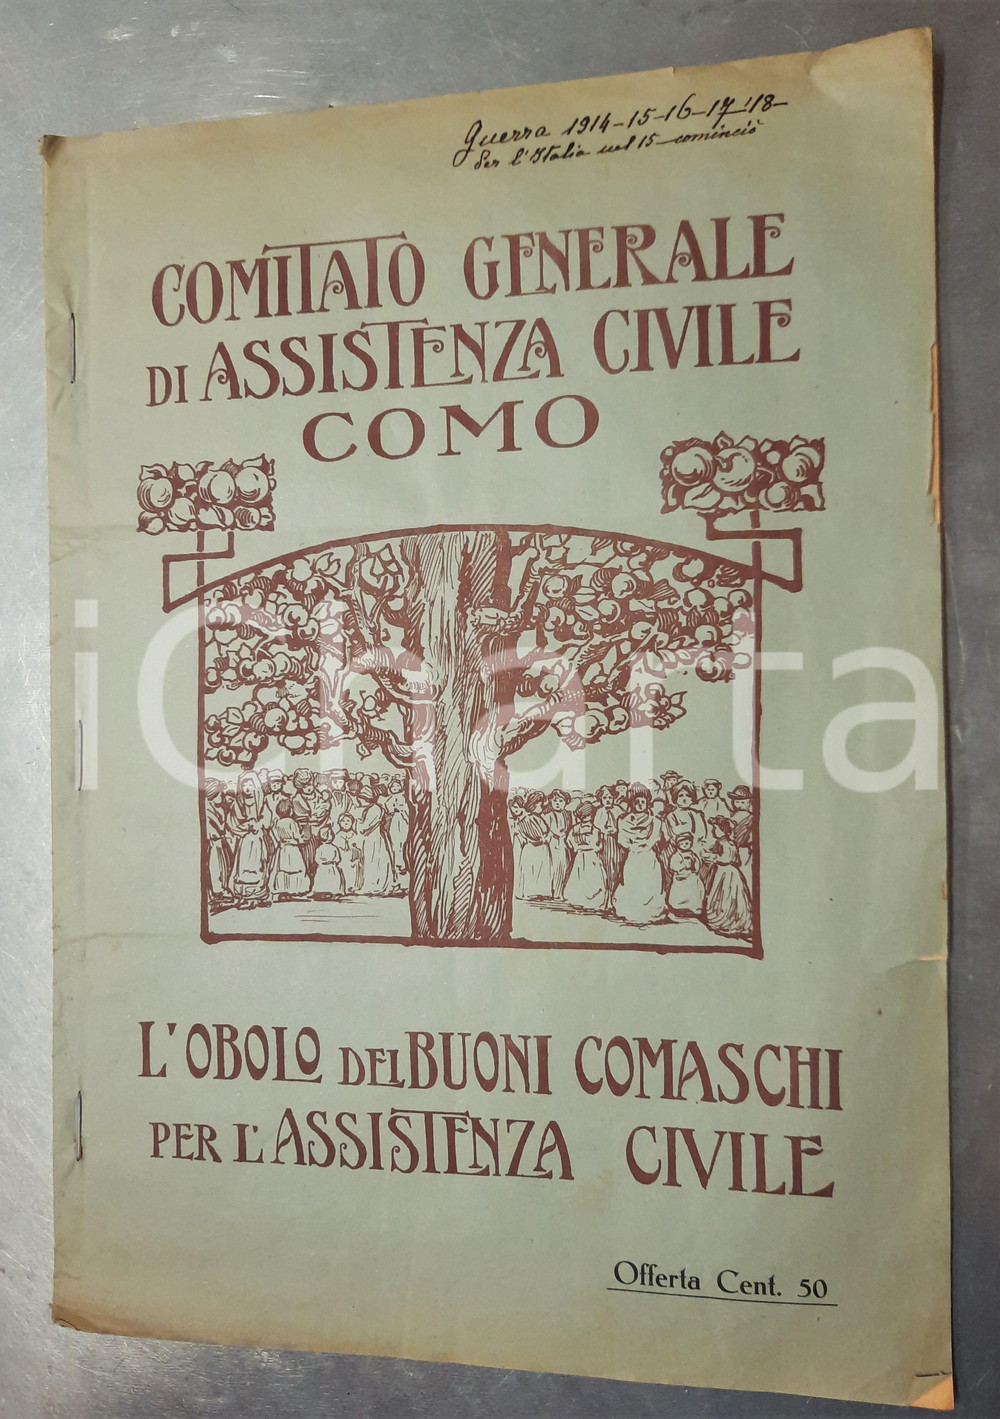 Guerra 1914-15-16-17-'18-
Per l'Italia nel 15 cominciò
COMITATO GENERALE
DI ASSISTENZA CIVILE
COMO
iCharta
L'OBOLO DEI BUONI COMASCHI
PER L'ASSISTENZA CIVILE
Offerta Cent. 50